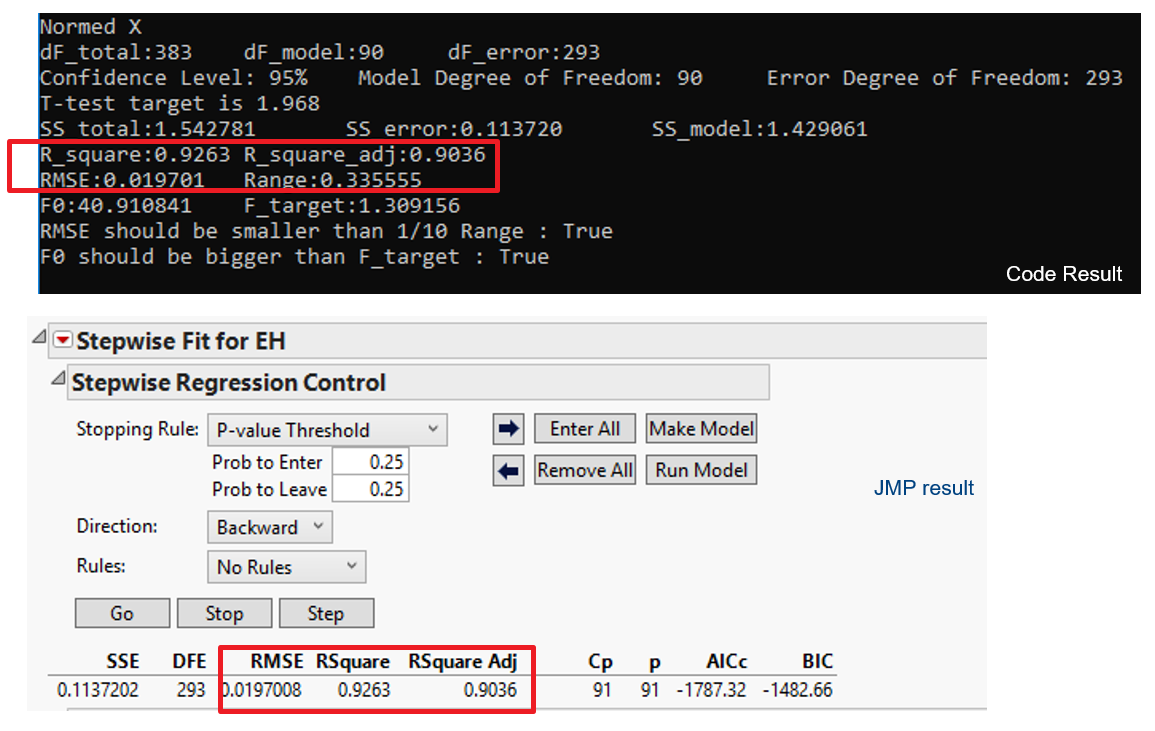 Normed X
dF_total:383 dF_model:90 dF_error:293
Confidence Level: 95% Model Degree of Freedom: 90 Error Degree of Freedom: 293
T-test target is 1.968
SS_total:1.542781 SS_error:0.113720 SS_model:1.429061
R_square:0.9263 R_square_adj:0.9036
RMSE:0.019701 Range:0.335555
F0:40.910841 F_target:1.309156
RMSE should be smaller than 1/10 Range : True
F0 should be bigger than F_target : True
Code Result
Stepwise Fit for EH
Stepwise Regression Control
Stopping Rule: P-value Threshold Enter All Make Model
Prob to Enter 0.25
Prob to Leave 0.25 Remove All Run Model
JMP result
Direction: Backward
Rules: No Rules
Go Stop Step
SSE DFE RMSE RSquare RSquare Adj Cp p AICc BIC
0.1137202 293 0.0197008 0.9263 0.9036 91 91 -1787.32 -1482.66